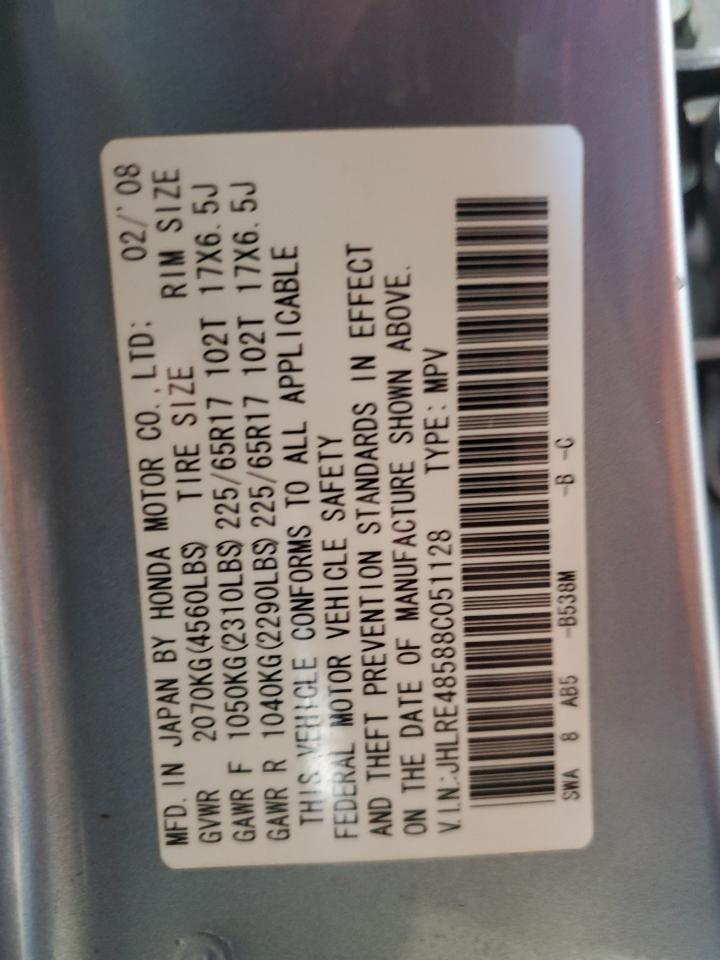 MFD. IN JAPAN BY HONDA MOTOR CO., LTD: 02/'08
GVWR 2070KG(4560LBS) TIRE SIZE RIM SIZE
GAWR F 1050KG(2310LBS) 225/65R17 102T 17X6.5J
GAWR R 1040KG(2290LBS) 225/65R17 102T 17X6.5J
THIS VEHICLE CONFORMS TO ALL APPLICABLE
FEDERAL MOTOR VEHICLE SAFETY
AND THEFT PREVENTION STANDARDS IN EFFECT
ON THE DATE OF MANUFACTURE SHOWN ABOVE.
V.I.N.:JHLRE48588C051128 TYPE: MPV
SWA 8 AB5 -B538M -B -C